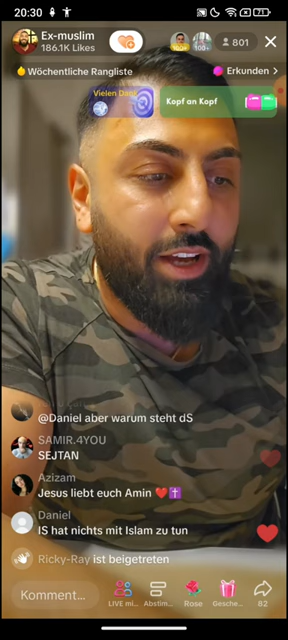 20:30
71
Ex-muslim
186.1K Likes
100+
801
Wöchentliche Rangliste
Erkunden >
Vielen Dank
Kopf an Kopf
@Daniel aber warum steht dS
SAMIR.4YOU
SEJTAN
Azizam
Jesus liebt euch Amin ❤️✝️
Daniel
IS hat nichts mit Islam zu tun
Ricky-Ray ist beigetreten
Komment...
LIVE mi...
Abstim...
Rose
Gesche...
82